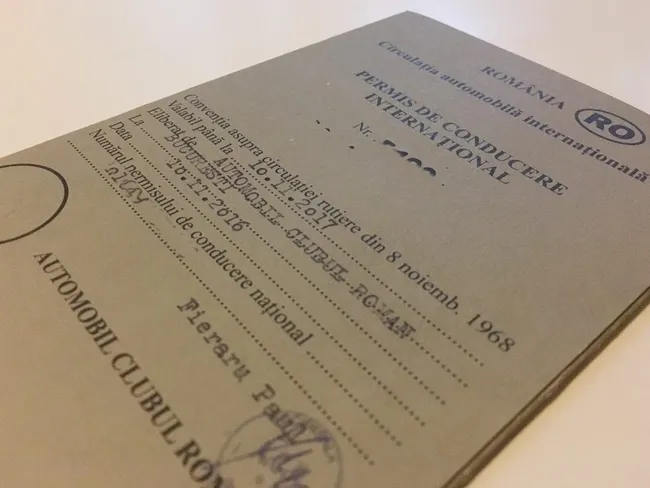 ROMÂNIA
RO
Circulația automobilă internațională
PERMIS DE CONDUCERE
INTERNAȚIONAL
Nr.
Convenția asupra circulației rutiere din 8 noiemb. 1968
Valabil până la 10.11.2017
Eliberat de AUTOMOBIL CLUBUL ROMAN
La BUCUREȘTI
Data 10.11.2016
Numărul permisului de conducere național
Fieraru Paul
AUTOMOBIL CLUBUL ROM